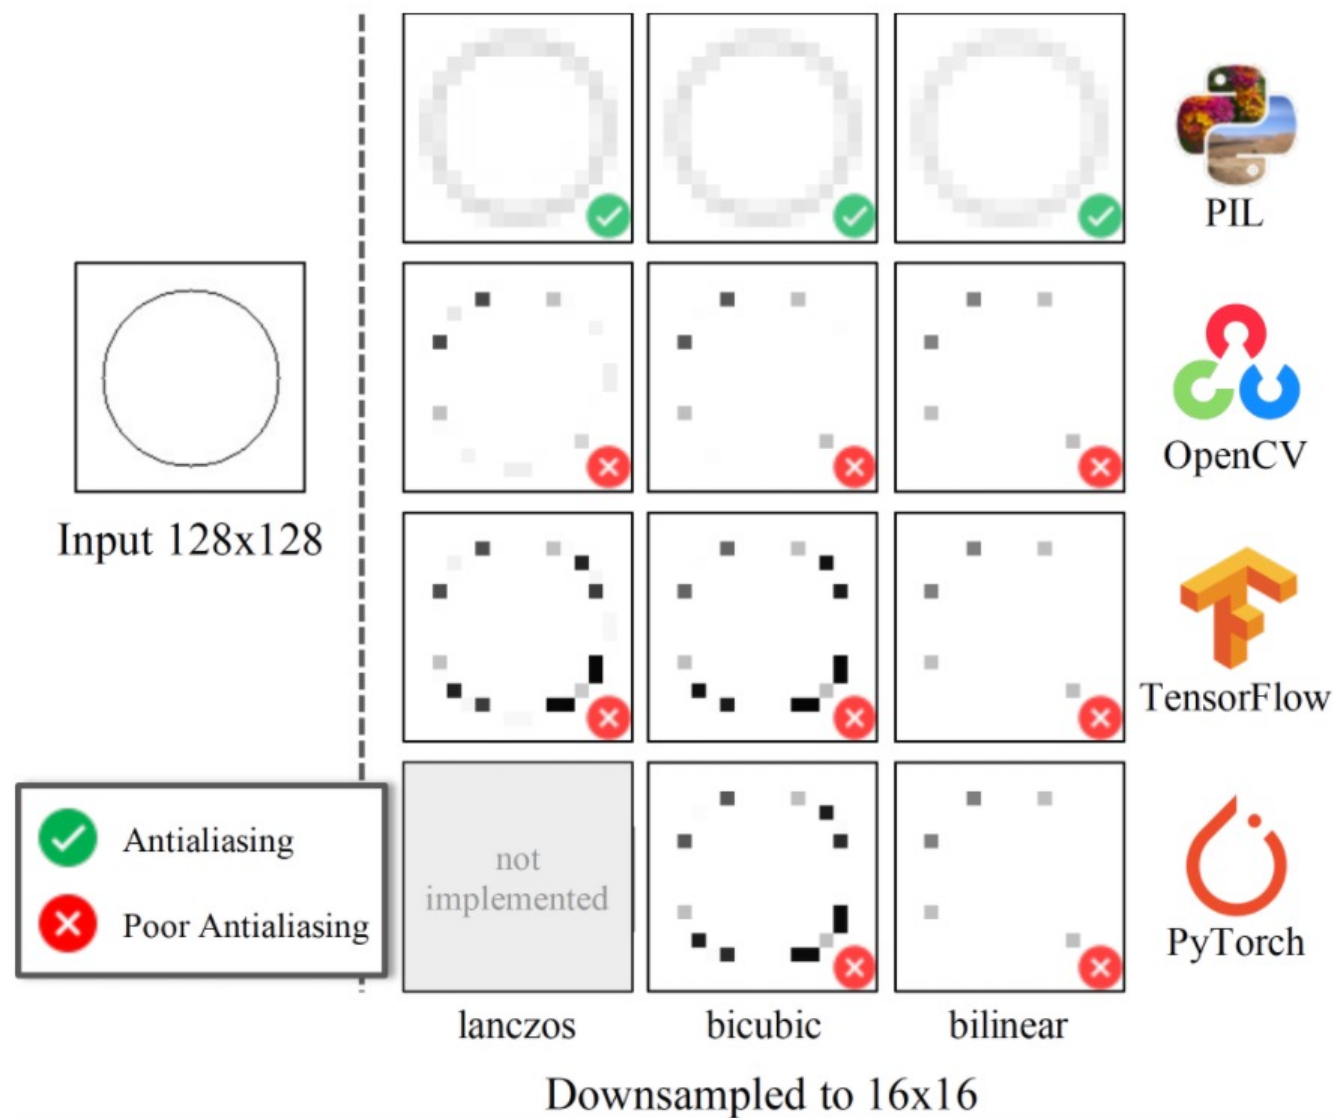 PIL
Input 128x128
OpenCV
TensorFlow
Antialiasing
Poor Antialiasing
not
implemented
PyTorch
lanczos
bicubic
bilinear
Downsampled to 16x16